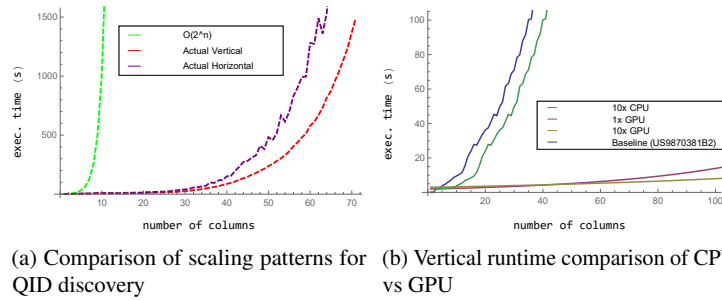 1500
1000
500
exec. time (s)
O(2^n)
Actual Vertical
Actual Horizontal
10 20 30 40 50 60 70
number of columns
(a) Comparison of scaling patterns for
QID discovery
100
80
60
40
20
exec. time (s)
10x CPU
1x GPU
10x GPU
Baseline (US9870381B2)
20 40 60 80 100
number of columns
(b) Vertical runtime comparison of CP
vs GPU